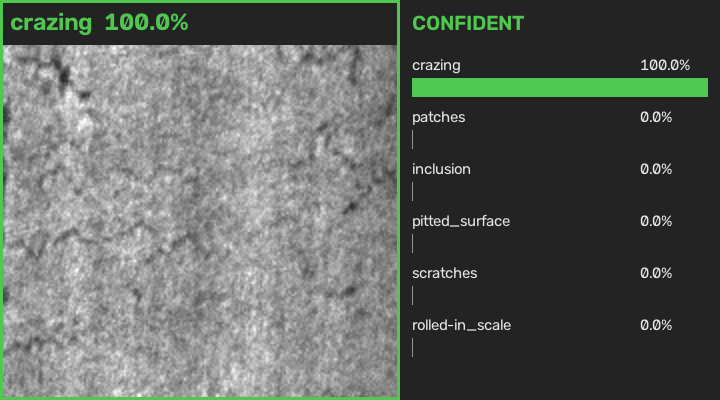 crazing 100.0%
CONFIDENT
crazing 100.0%
patches 0.0%
inclusion 0.0%
pitted_surface 0.0%
scratches 0.0%
rolled-in_scale 0.0%